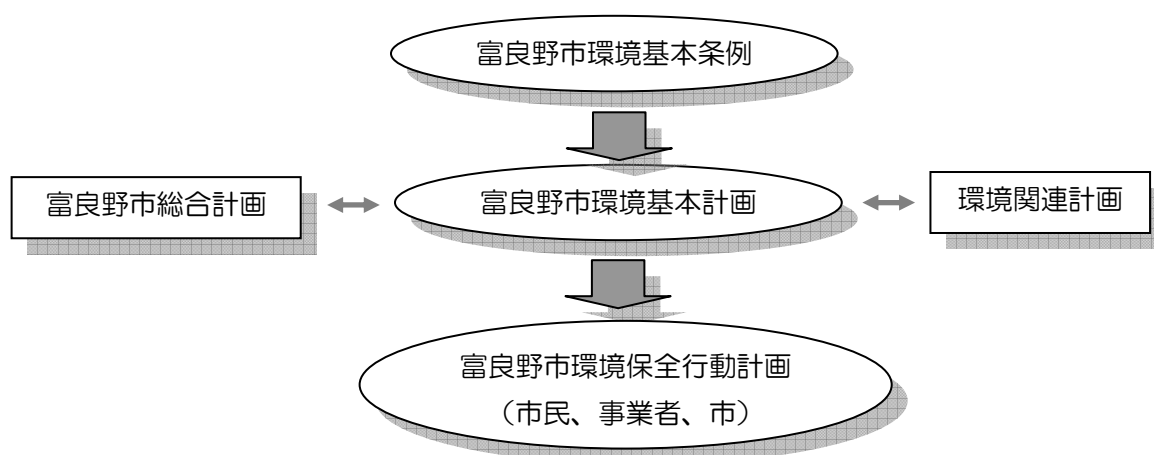 富良野市環境基本条例
富良野市総合計画
富良野市環境基本計画
環境関連計画
富良野市環境保全行動計画
（市民、事業者、市）